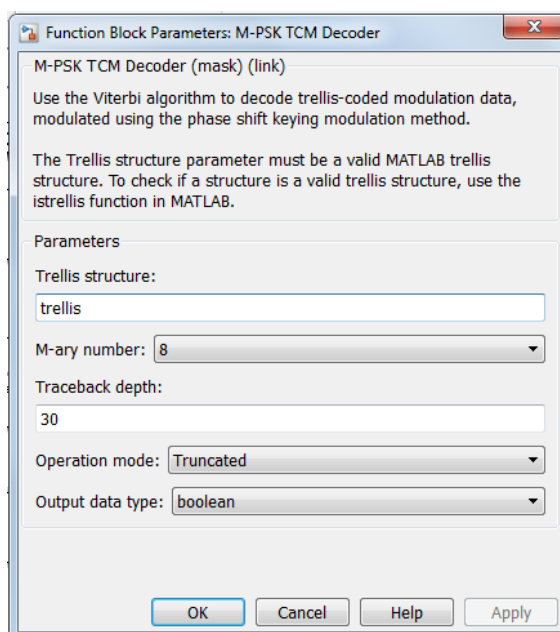 Function Block Parameters: M-PSK TCM Decoder
M-PSK TCM Decoder (mask) (link)
Use the Viterbi algorithm to decode trellis-coded modulation data,
modulated using the phase shift keying modulation method.
The Trellis structure parameter must be a valid MATLAB trellis
structure. To check if a structure is a valid trellis structure, use the
istrellis function in MATLAB.
Parameters
Trellis structure:
trellis
M-ary number: 8
Traceback depth:
30
Operation mode: Truncated
Output data type: boolean
OK Cancel Help Apply